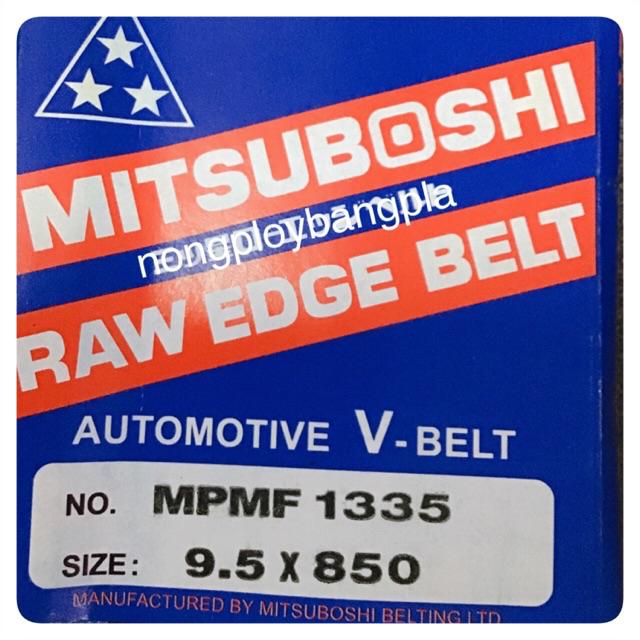 MITSUBOSHI
nongploybangpla
RAW EDGE BELT
AUTOMOTIVE V-BELT
NO. MPMF 1335
SIZE: 9.5 X 850
MANUFACTURED BY MITSUBOSHI BELTING LTD